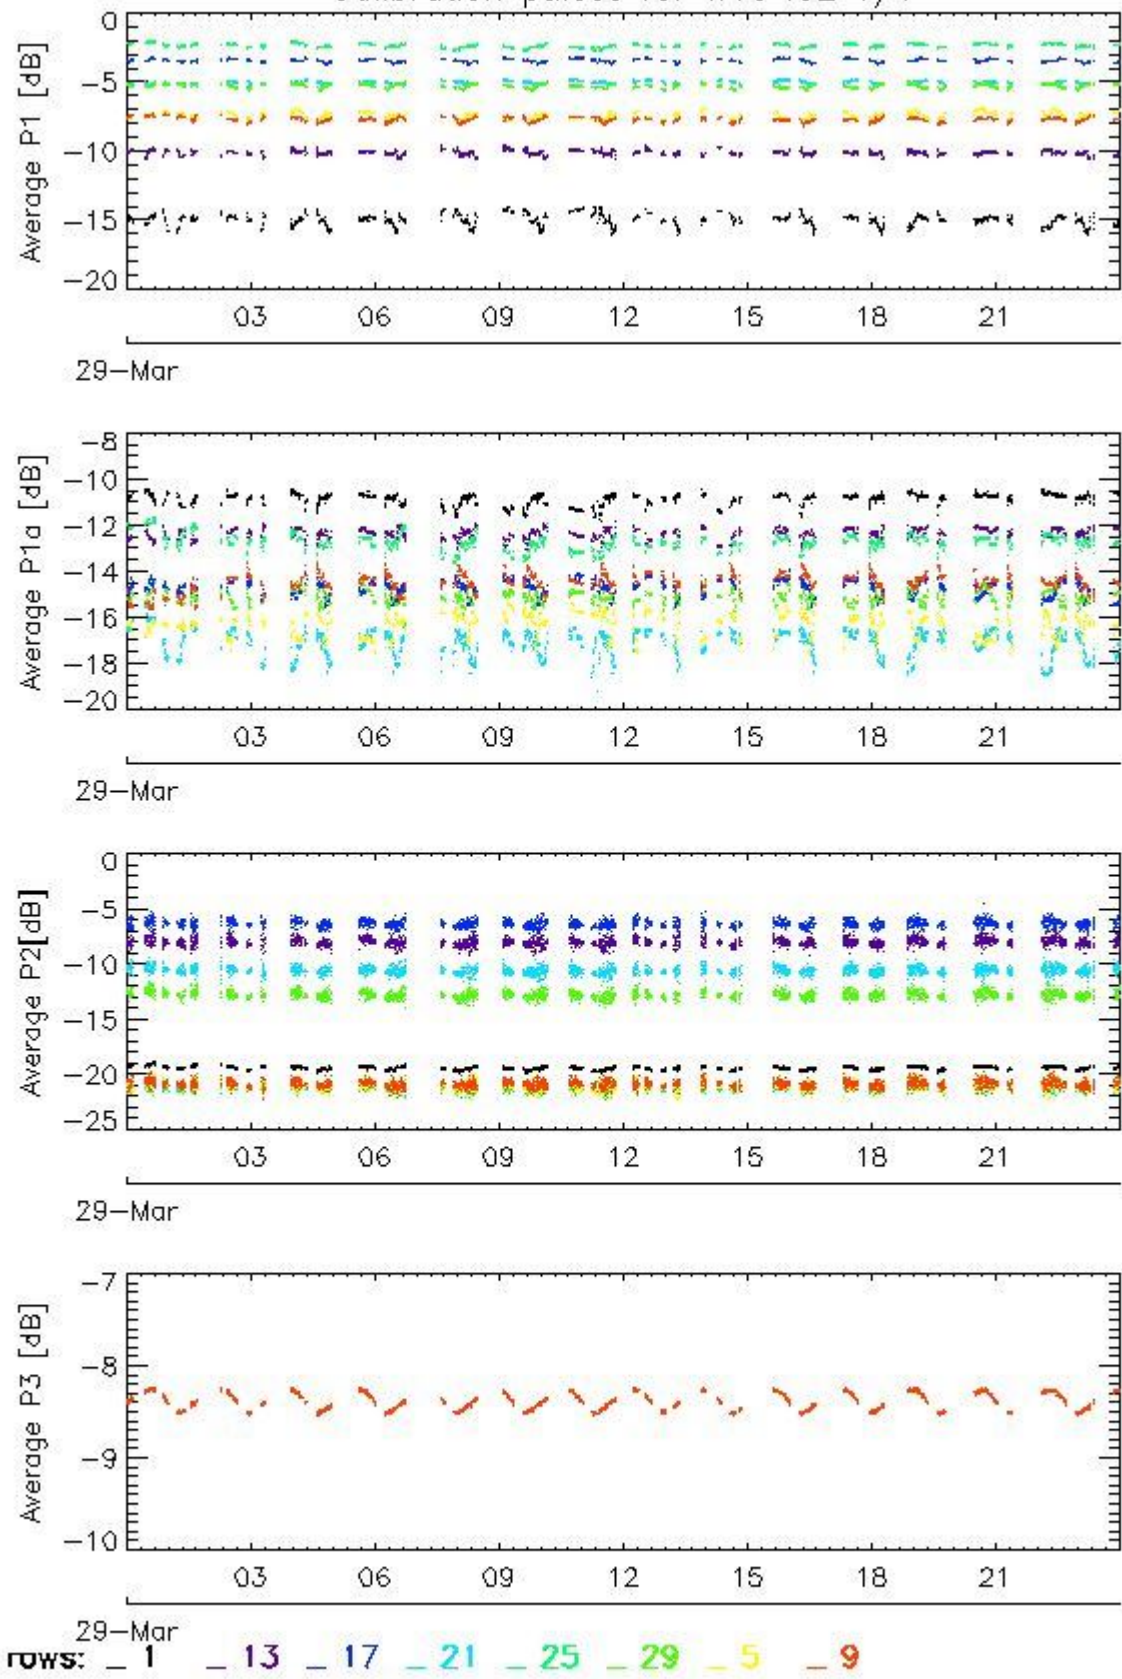 Average P1 [dB]
0
−5
−10
−15
−20
03 06 09 12 15 18 21
29−Mar
Average P1a [dB]
−8
−10
−12
−14
−16
−18
−20
03 06 09 12 15 18 21
29−Mar
Average P2[dB]
0
−5
−10
−15
−20
−25
03 06 09 12 15 18 21
29−Mar
Average P3 [dB]
−7
−8
−9
−10
03 06 09 12 15 18 21
29−Mar
rows: _ 1 _ 13 _ 17 _ 21 _ 25 _ 29 _ 5 _ 9